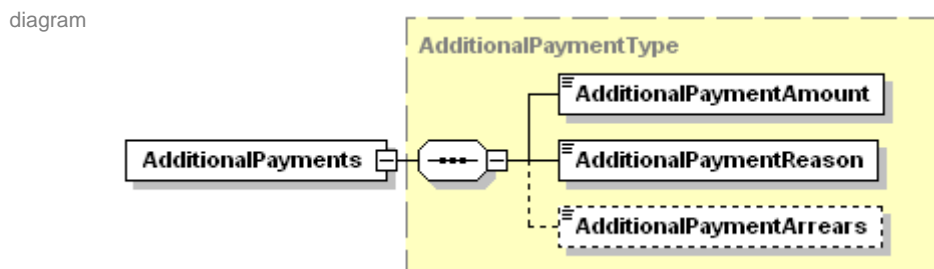 diagram
AdditionalPaymentType
AdditionalPaymentAmount
AdditionalPayments
AdditionalPaymentReason
AdditionalPaymentArrears